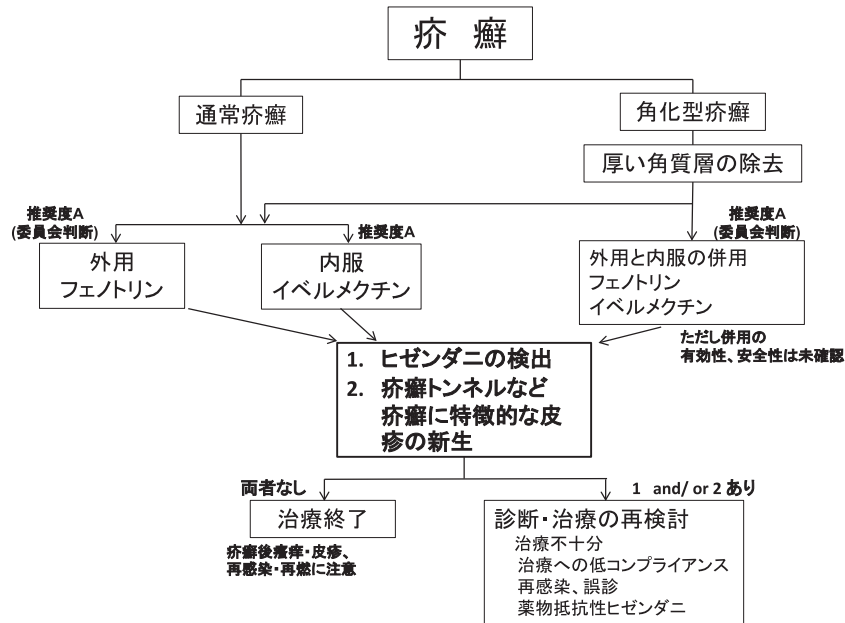 疥 癬
通常疥癬
角化型疥癬
厚い角質層の除去
推奨度A
(委員会判断)
推奨度A
推奨度A
(委員会判断)
外用
フェノトリン
内服
イベルメクチン
外用と内服の併用
フェノトリン
イベルメクチン
ただし併用の
有効性、安全性は未確認
1. ヒゼンダニの検出
2. 疥癬トンネルなど
疥癬に特徴的な皮
疹の新生
両者なし
1 and/ or 2 あり
治療終了
疥癬後瘙痒・皮疹、
再感染・再燃に注意
診断・治療の再検討
治療不十分
治療への低コンプライアンス
再感染、誤診
薬物抵抗性ヒゼンダニ